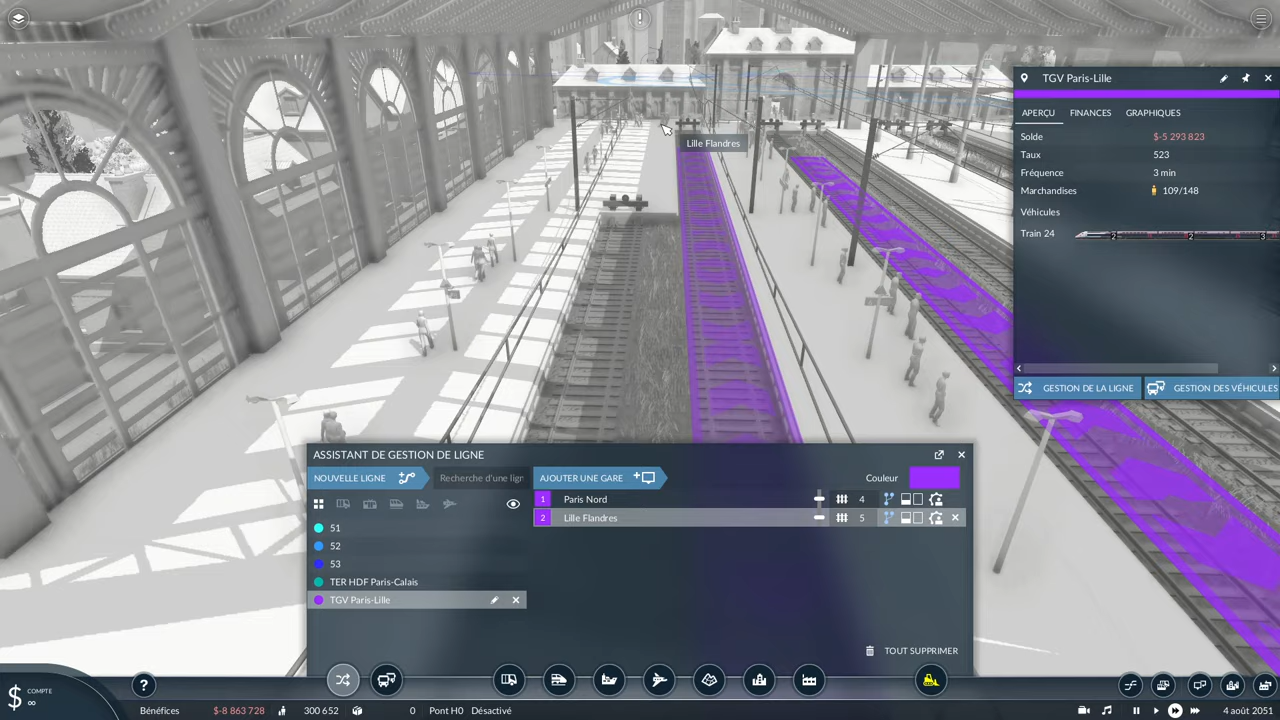 TGV Paris-Lille
APERÇU FINANCES GRAPHIQUES
Solde $-5 293 823
Taux 523
Fréquence 3 min
Marchandises 109/148
Véhicules
Train 24
GESTION DE LA LIGNE GESTION DES VÉHICULES
Lille Flandres
ASSISTANT DE GESTION DE LIGNE
NOUVELLE LIGNE Recherche d'une lign AJOUTER UNE GARE Couleur
1 Paris Nord 4
2 Lille Flandres 5
51
52
53
TER HDF Paris-Calais
TGV Paris-Lille
TOUT SUPPRIMER
$ COMPTE ∞
?
Bénéfices $-8 863 728 300 652 0 Pont H0 Désactivé 4 août 2051